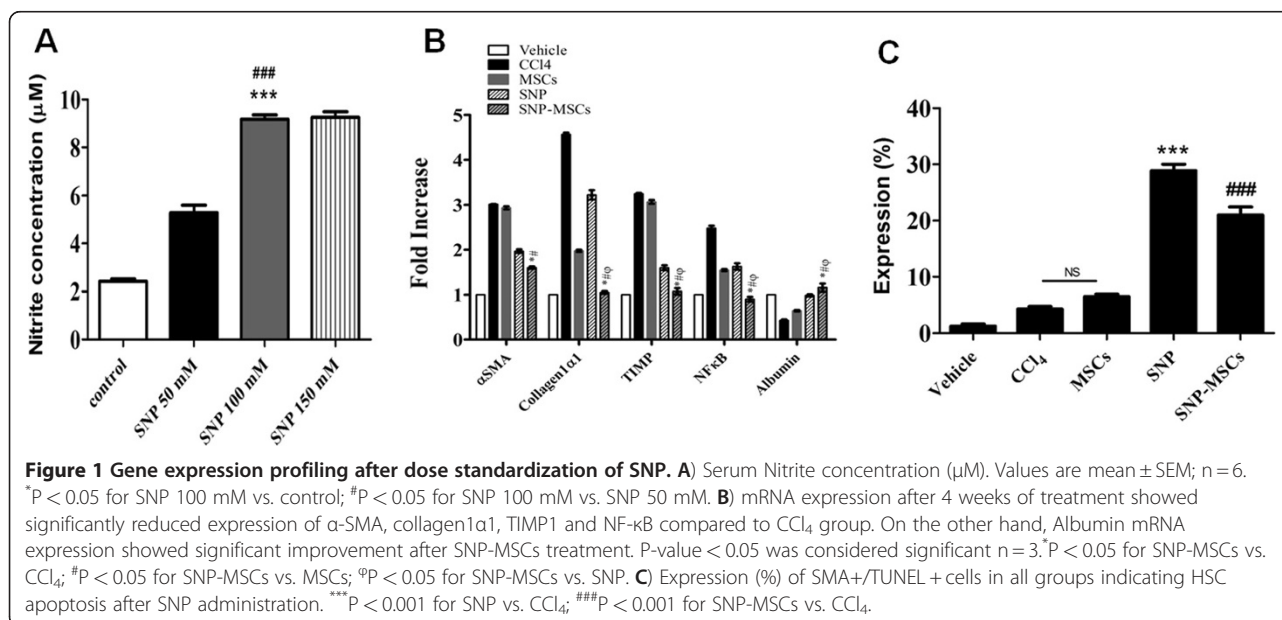 A
###
***
Nitrite concentration (μM)
10
8
6
4
2
0
control
SNP 50 mM
SNP 100 mM
SNP 150 mM
B
Vehicle
CCl4
MSCs
SNP
SNP-MSCs
Fold Increase
5
4
3
2
1
0
*#
*#φ
*#φ
*#φ
*#φ
αSMA
Collagen1α1
TIMP
NFκB
Albumin
C
Expression (%)
40
30
20
10
0
NS
***
###
Vehicle
CCl₄
MSCs
SNP
SNP-MSCs
Figure 1 Gene expression profiling after dose standardization of SNP. A) Serum Nitrite concentration (μM). Values are mean ± SEM; n = 6.
*P < 0.05 for SNP 100 mM vs. control; #P < 0.05 for SNP 100 mM vs. SNP 50 mM. B) mRNA expression after 4 weeks of treatment showed
significantly reduced expression of α-SMA, collagen1α1, TIMP1 and NF-κB compared to CCl₄ group. On the other hand, Albumin mRNA
expression showed significant improvement after SNP-MSCs treatment. P-value < 0.05 was considered significant n = 3.*P < 0.05 for SNP-MSCs vs.
CCl₄; #P < 0.05 for SNP-MSCs vs. MSCs; φP < 0.05 for SNP-MSCs vs. SNP. C) Expression (%) of SMA+/TUNEL + cells in all groups indicating HSC
apoptosis after SNP administration. ***P < 0.001 for SNP vs. CCl₄; ###P < 0.001 for SNP-MSCs vs. CCl₄.